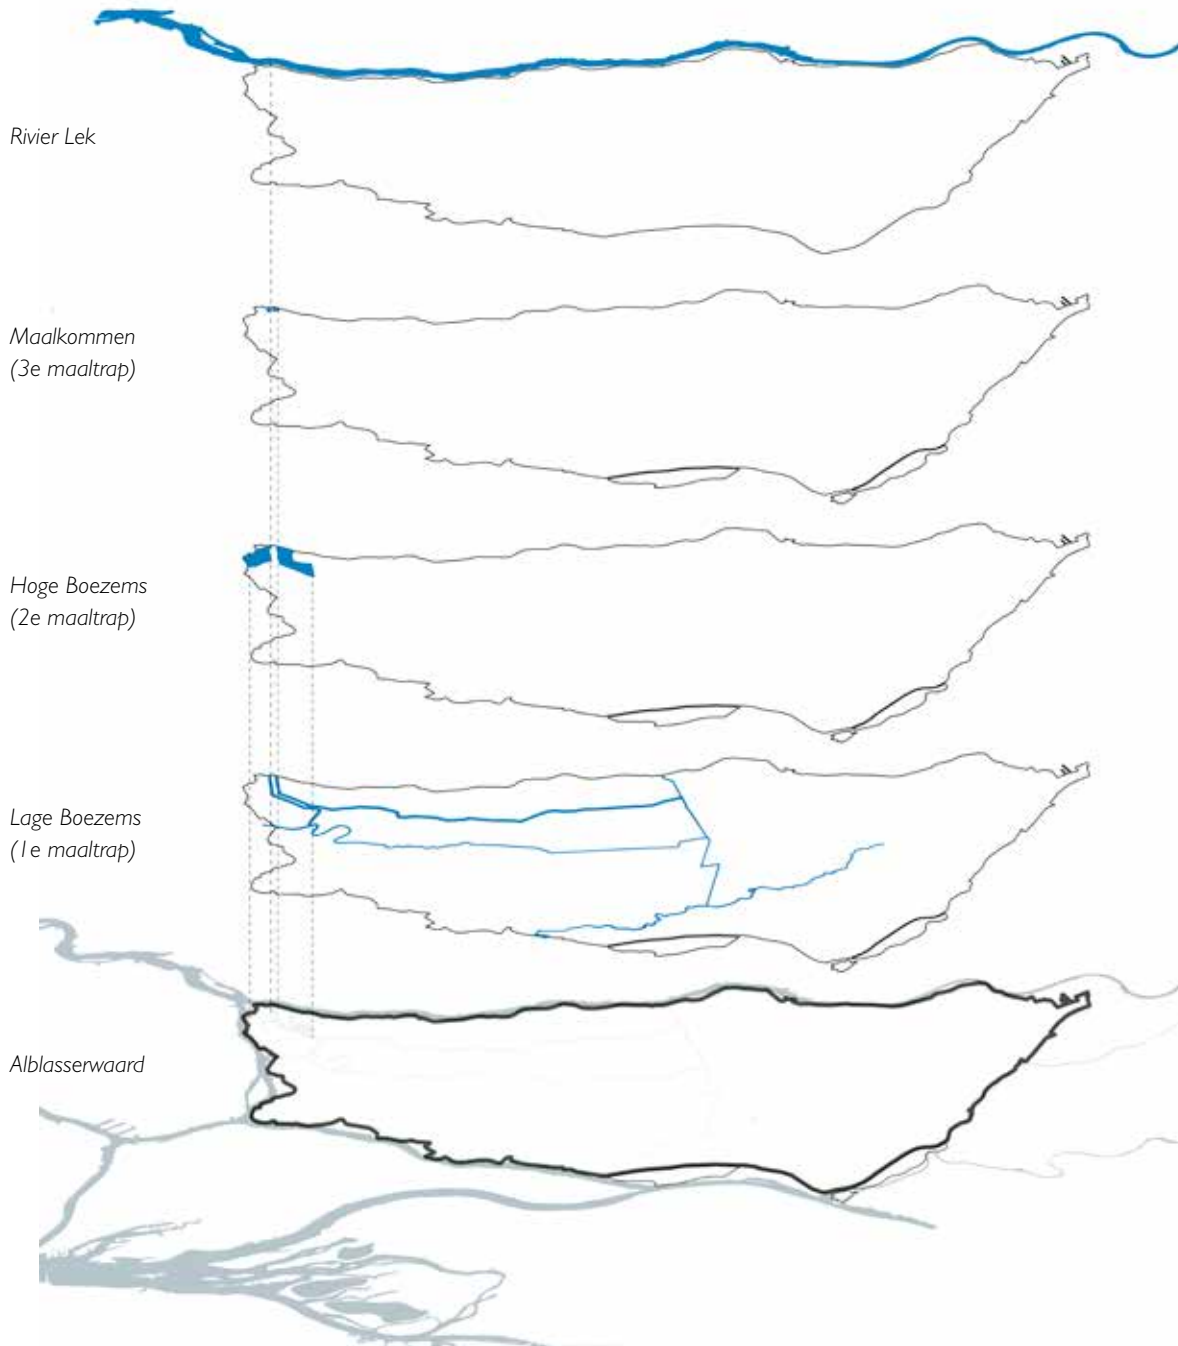 Rivier Lek
Maalkommen
(3e maaltrap)
Hoge Boezems
(2e maaltrap)
Lage Boezems
(1e maaltrap)
Alblasserwaard